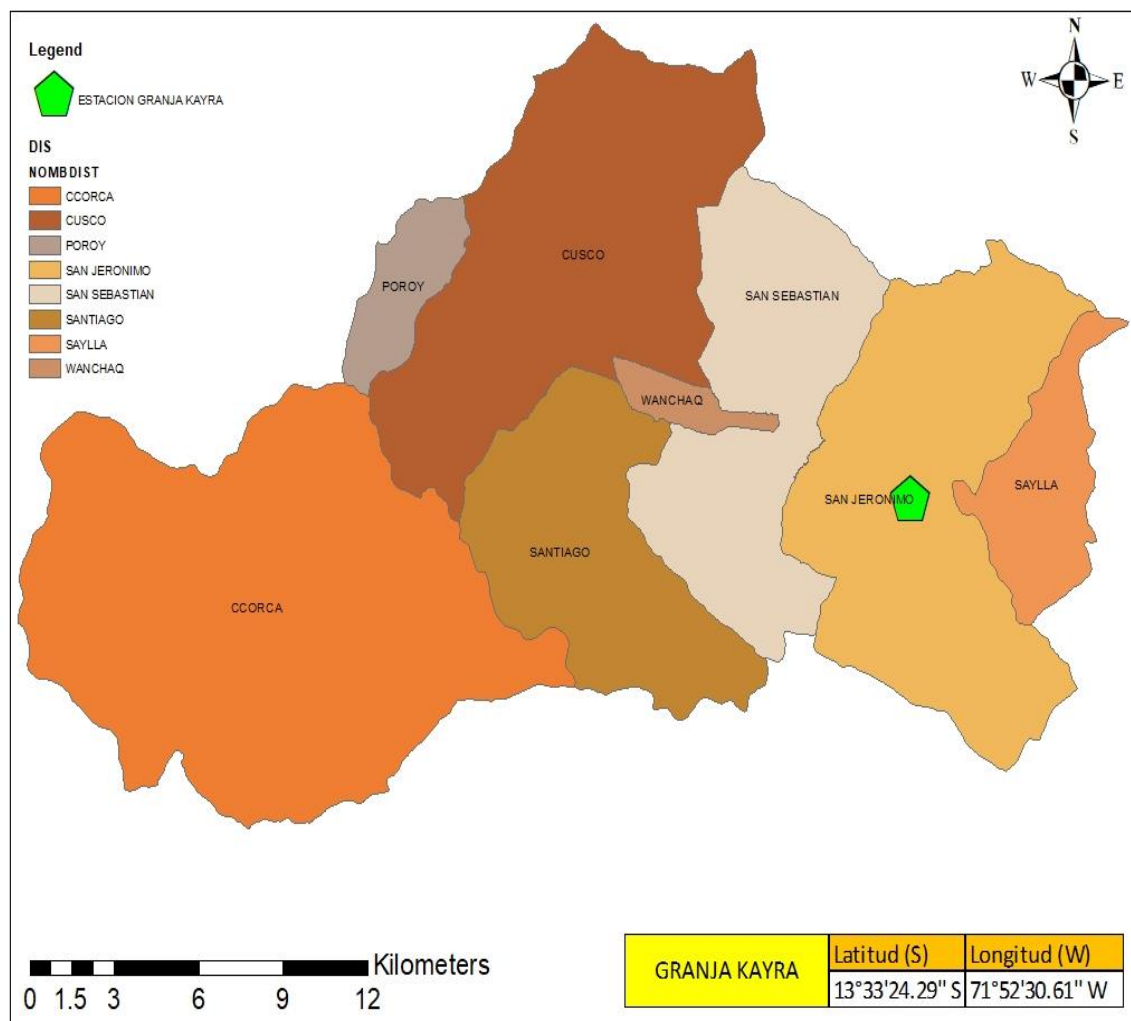 Legend
ESTACION GRANJA KAYRA
DIS
NOMBDIST
CCORCA
CUSCO
POROY
SAN JERONIMO
SAN SEBASTIAN
SANTIAGO
SAYLLA
WANCHAQ
N
W E
S
CUSCO
POROY
SAN SEBASTIAN
WANCHAQ
SAYLLA
SAN JERONIMO
SANTIAGO
CCORCA
Kilometers
0 1.5 3 6 9 12
GRANJA KAYRA
Latitud (S) Longitud (W)
13°33'24.29" S 71°52'30.61" W